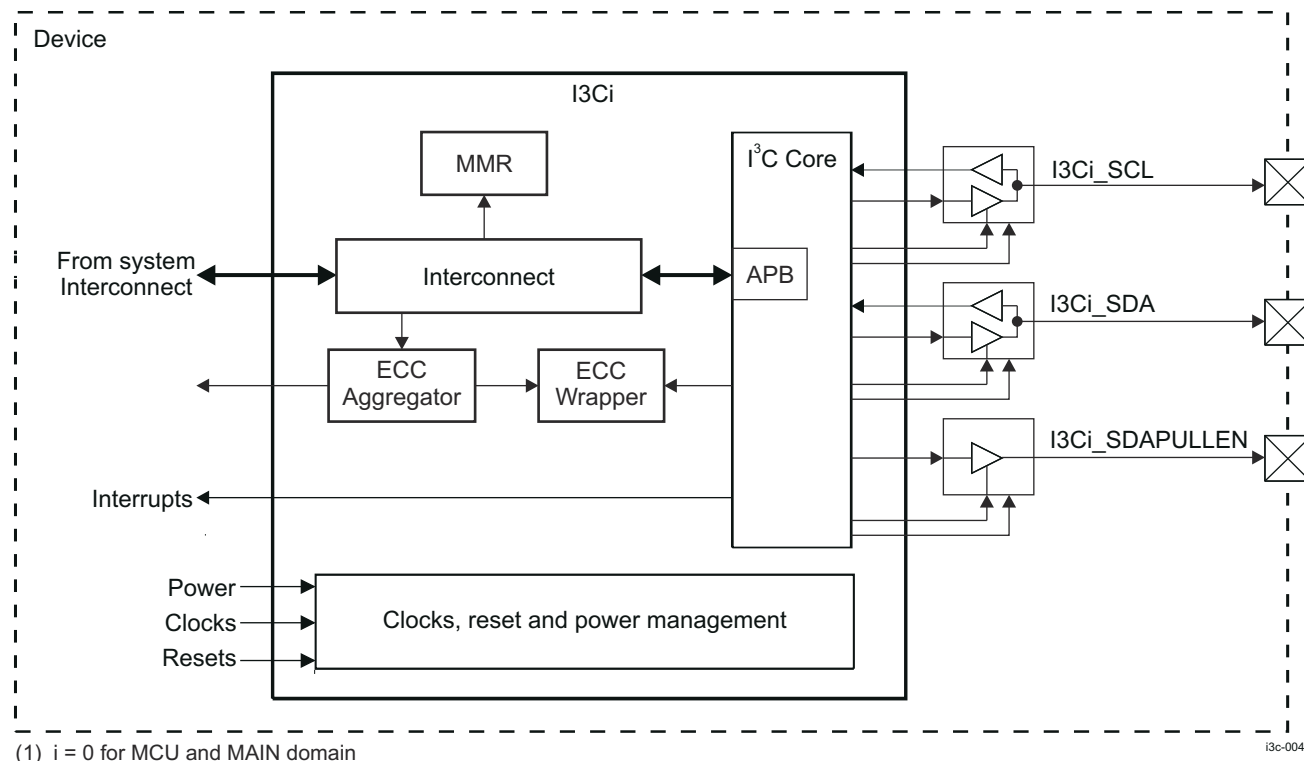 Device
I3Ci
MMR
I³C Core
I3Ci_SCL
From system
Interconnect
Interconnect
APB
I3Ci_SDA
ECC
Aggregator
ECC
Wrapper
I3Ci_SDAPULLEN
Interrupts
Power
Clocks
Resets
Clocks, reset and power management
(1) i = 0 for MCU and MAIN domain
i3c-004